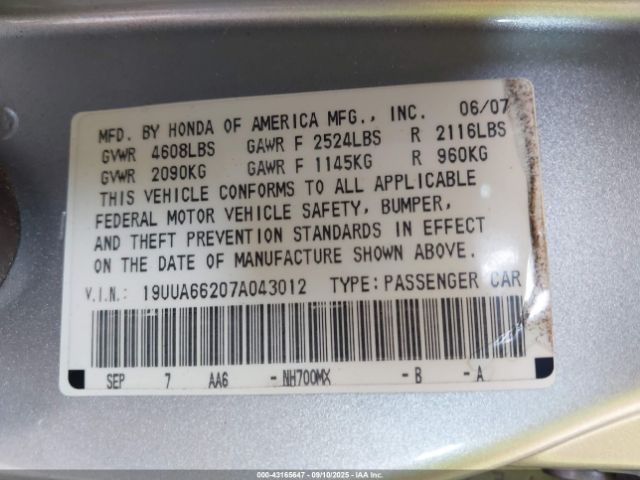 MFD. BY HONDA OF AMERICA MFG., INC. 06/07
GVWR 4608LBS GAWR F 2524LBS R 2116LBS
GVWR 2090KG GAWR F 1145KG R 960KG
THIS VEHICLE CONFORMS TO ALL APPLICABLE
FEDERAL MOTOR VEHICLE SAFETY, BUMPER,
AND THEFT PREVENTION STANDARDS IN EFFECT
ON THE DATE OF MANUFACTURE SHOWN ABOVE.
V.I.N.: 19UUA66207A043012 TYPE: PASSENGER CAR
SEP 7 AA6 -NH700MX -B -A
000-43165647 - 09/10/2025 - IAA Inc.